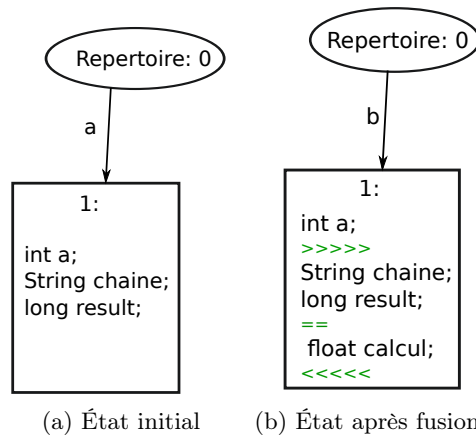 Repertoire: 0
a
1:
int a;
String chaine;
long result;
(a) État initial
Repertoire: 0
b
1:
int a;
>>>>>
String chaine;
long result;
==
float calcul;
<<<<<
(b) État après fusion